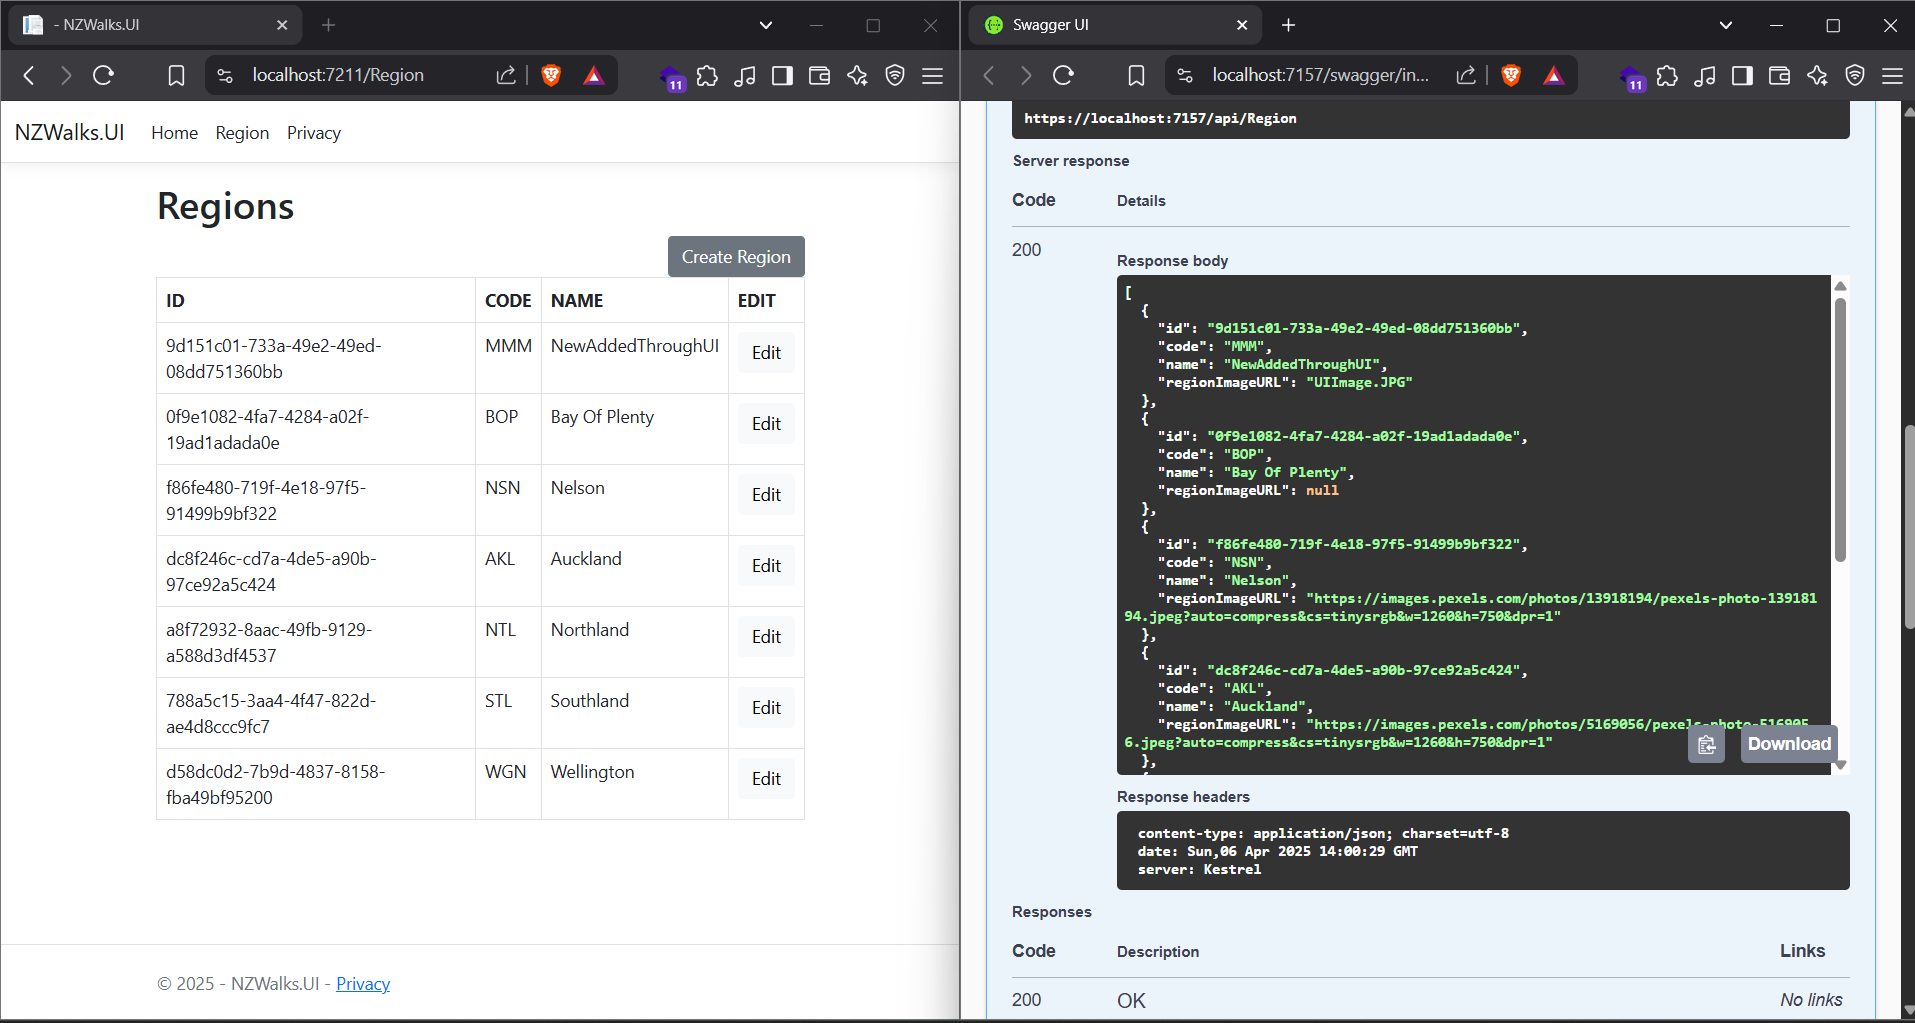 - NZWalks.UI
localhost:7211/Region
11
NZWalks.UI Home Region Privacy
Regions
Create Region
ID CODE NAME EDIT
9d151c01-733a-49e2-49ed-
08dd751360bb
MMM NewAddedThroughUI Edit
0f9e1082-4fa7-4284-a02f-
19ad1adada0e
BOP Bay Of Plenty Edit
f86fe480-719f-4e18-97f5-
91499b9bf322
NSN Nelson Edit
dc8f246c-cd7a-4de5-a90b-
97ce92a5c424
AKL Auckland Edit
a8f72932-8aac-49fb-9129-
a588d3df4537
NTL Northland Edit
788a5c15-3aa4-4f47-822d-
ae4d8ccc9fc7
STL Southland Edit
d58dc0d2-7b9d-4837-8158-
fba49bf95200
WGN Wellington Edit
© 2025 - NZWalks.UI - Privacy
Swagger UI
localhost:7157/swagger/in...
11
https://localhost:7157/api/Region
Server response
Code Details
200
Response body
[
{
"id": "9d151c01-733a-49e2-49ed-08dd751360bb",
"code": "MMM",
"name": "NewAddedThroughUI",
"regionImageURL": "UIImage.JPG"
},
{
"id": "0f9e1082-4fa7-4284-a02f-19ad1adada0e",
"code": "BOP",
"name": "Bay Of Plenty",
"regionImageURL": null
},
{
"id": "f86fe480-719f-4e18-97f5-91499b9bf322",
"code": "NSN",
"name": "Nelson",
"regionImageURL": "https://images.pexels.com/photos/13918194/pexels-photo-139181
94.jpeg?auto=compress&cs=tinysrgb&w=1260&h=750&dpr=1"
},
{
"id": "dc8f246c-cd7a-4de5-a90b-97ce92a5c424",
"code": "AKL",
"name": "Auckland",
"regionImageURL": "https://images.pexels.com/photos/5169056/pexels-photo-516905
6.jpeg?auto=compress&cs=tinysrgb&w=1260&h=750&dpr=1"
},
Download
Response headers
content-type: application/json; charset=utf-8
date: Sun,06 Apr 2025 14:00:29 GMT
server: Kestrel
Responses
Code Description Links
200 OK No links